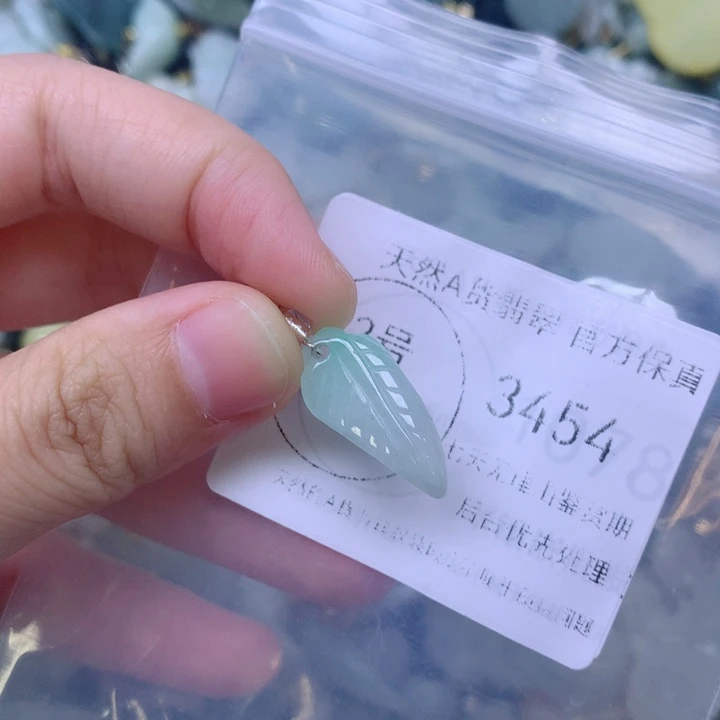 天然A货翡翠 官方保真
2号
3454
七天无理由鉴赏期
后台优先处理